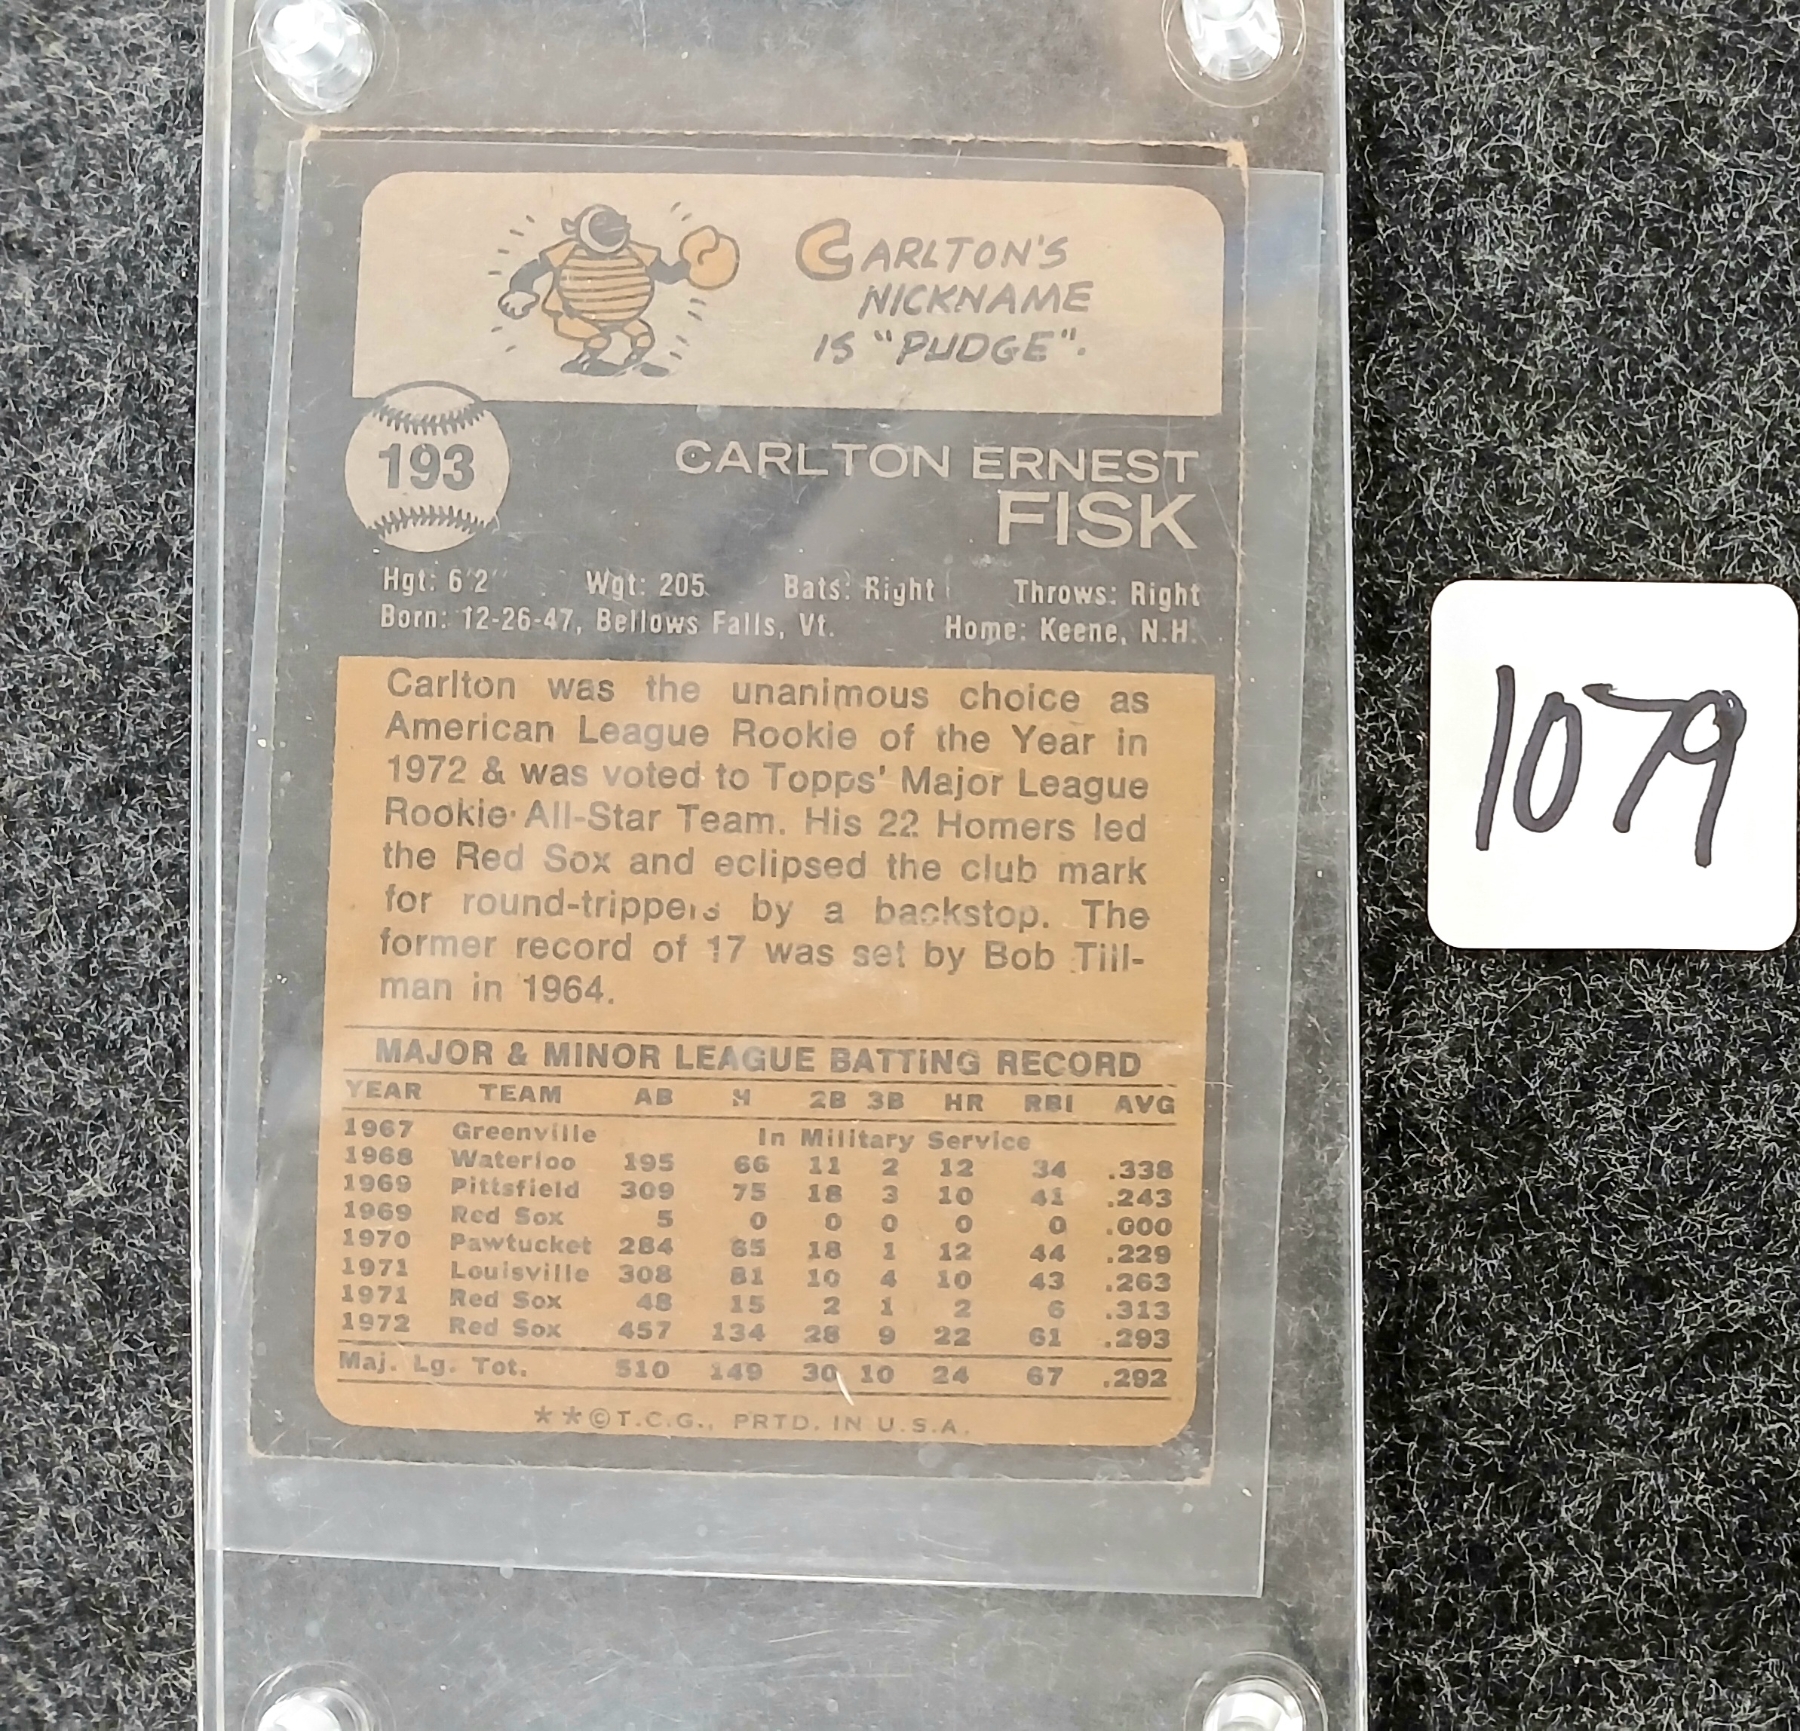 CARLTON'S
NICKNAME
IS "PUDGE".
193
CARLTON ERNEST
FISK
Hgt: 6'2" Wgt: 205 Bats: Right Throws: Right
Born: 12-26-47, Bellows Falls, Vt. Home: Keene, N.H.
Carlton was the unanimous choice as
American League Rookie of the Year in
1972 & was voted to Topps' Major League
Rookie All-Star Team. His 22 Homers led
the Red Sox and eclipsed the club mark
for round-trippers by a backstop. The
former record of 17 was set by Bob Till-
man in 1964.
MAJOR & MINOR LEAGUE BATTING RECORD
YEAR TEAM AB H 2B 3B HR RBI AVG
1967 Greenville In Military Service
1968 Waterloo 195 66 11 2 12 34 .338
1969 Pittsfield 309 75 18 3 10 41 .243
1969 Red Sox 5 0 0 0 0 0 .000
1970 Pawtucket 284 65 18 1 12 44 .229
1971 Louisville 308 81 10 4 10 43 .263
1971 Red Sox 48 15 2 1 2 6 .313
1972 Red Sox 457 134 28 9 22 61 .293
Maj. Lg. Tot. 510 149 30 10 24 67 .292
**©T.C.G., PRTD. IN U.S.A.
1079